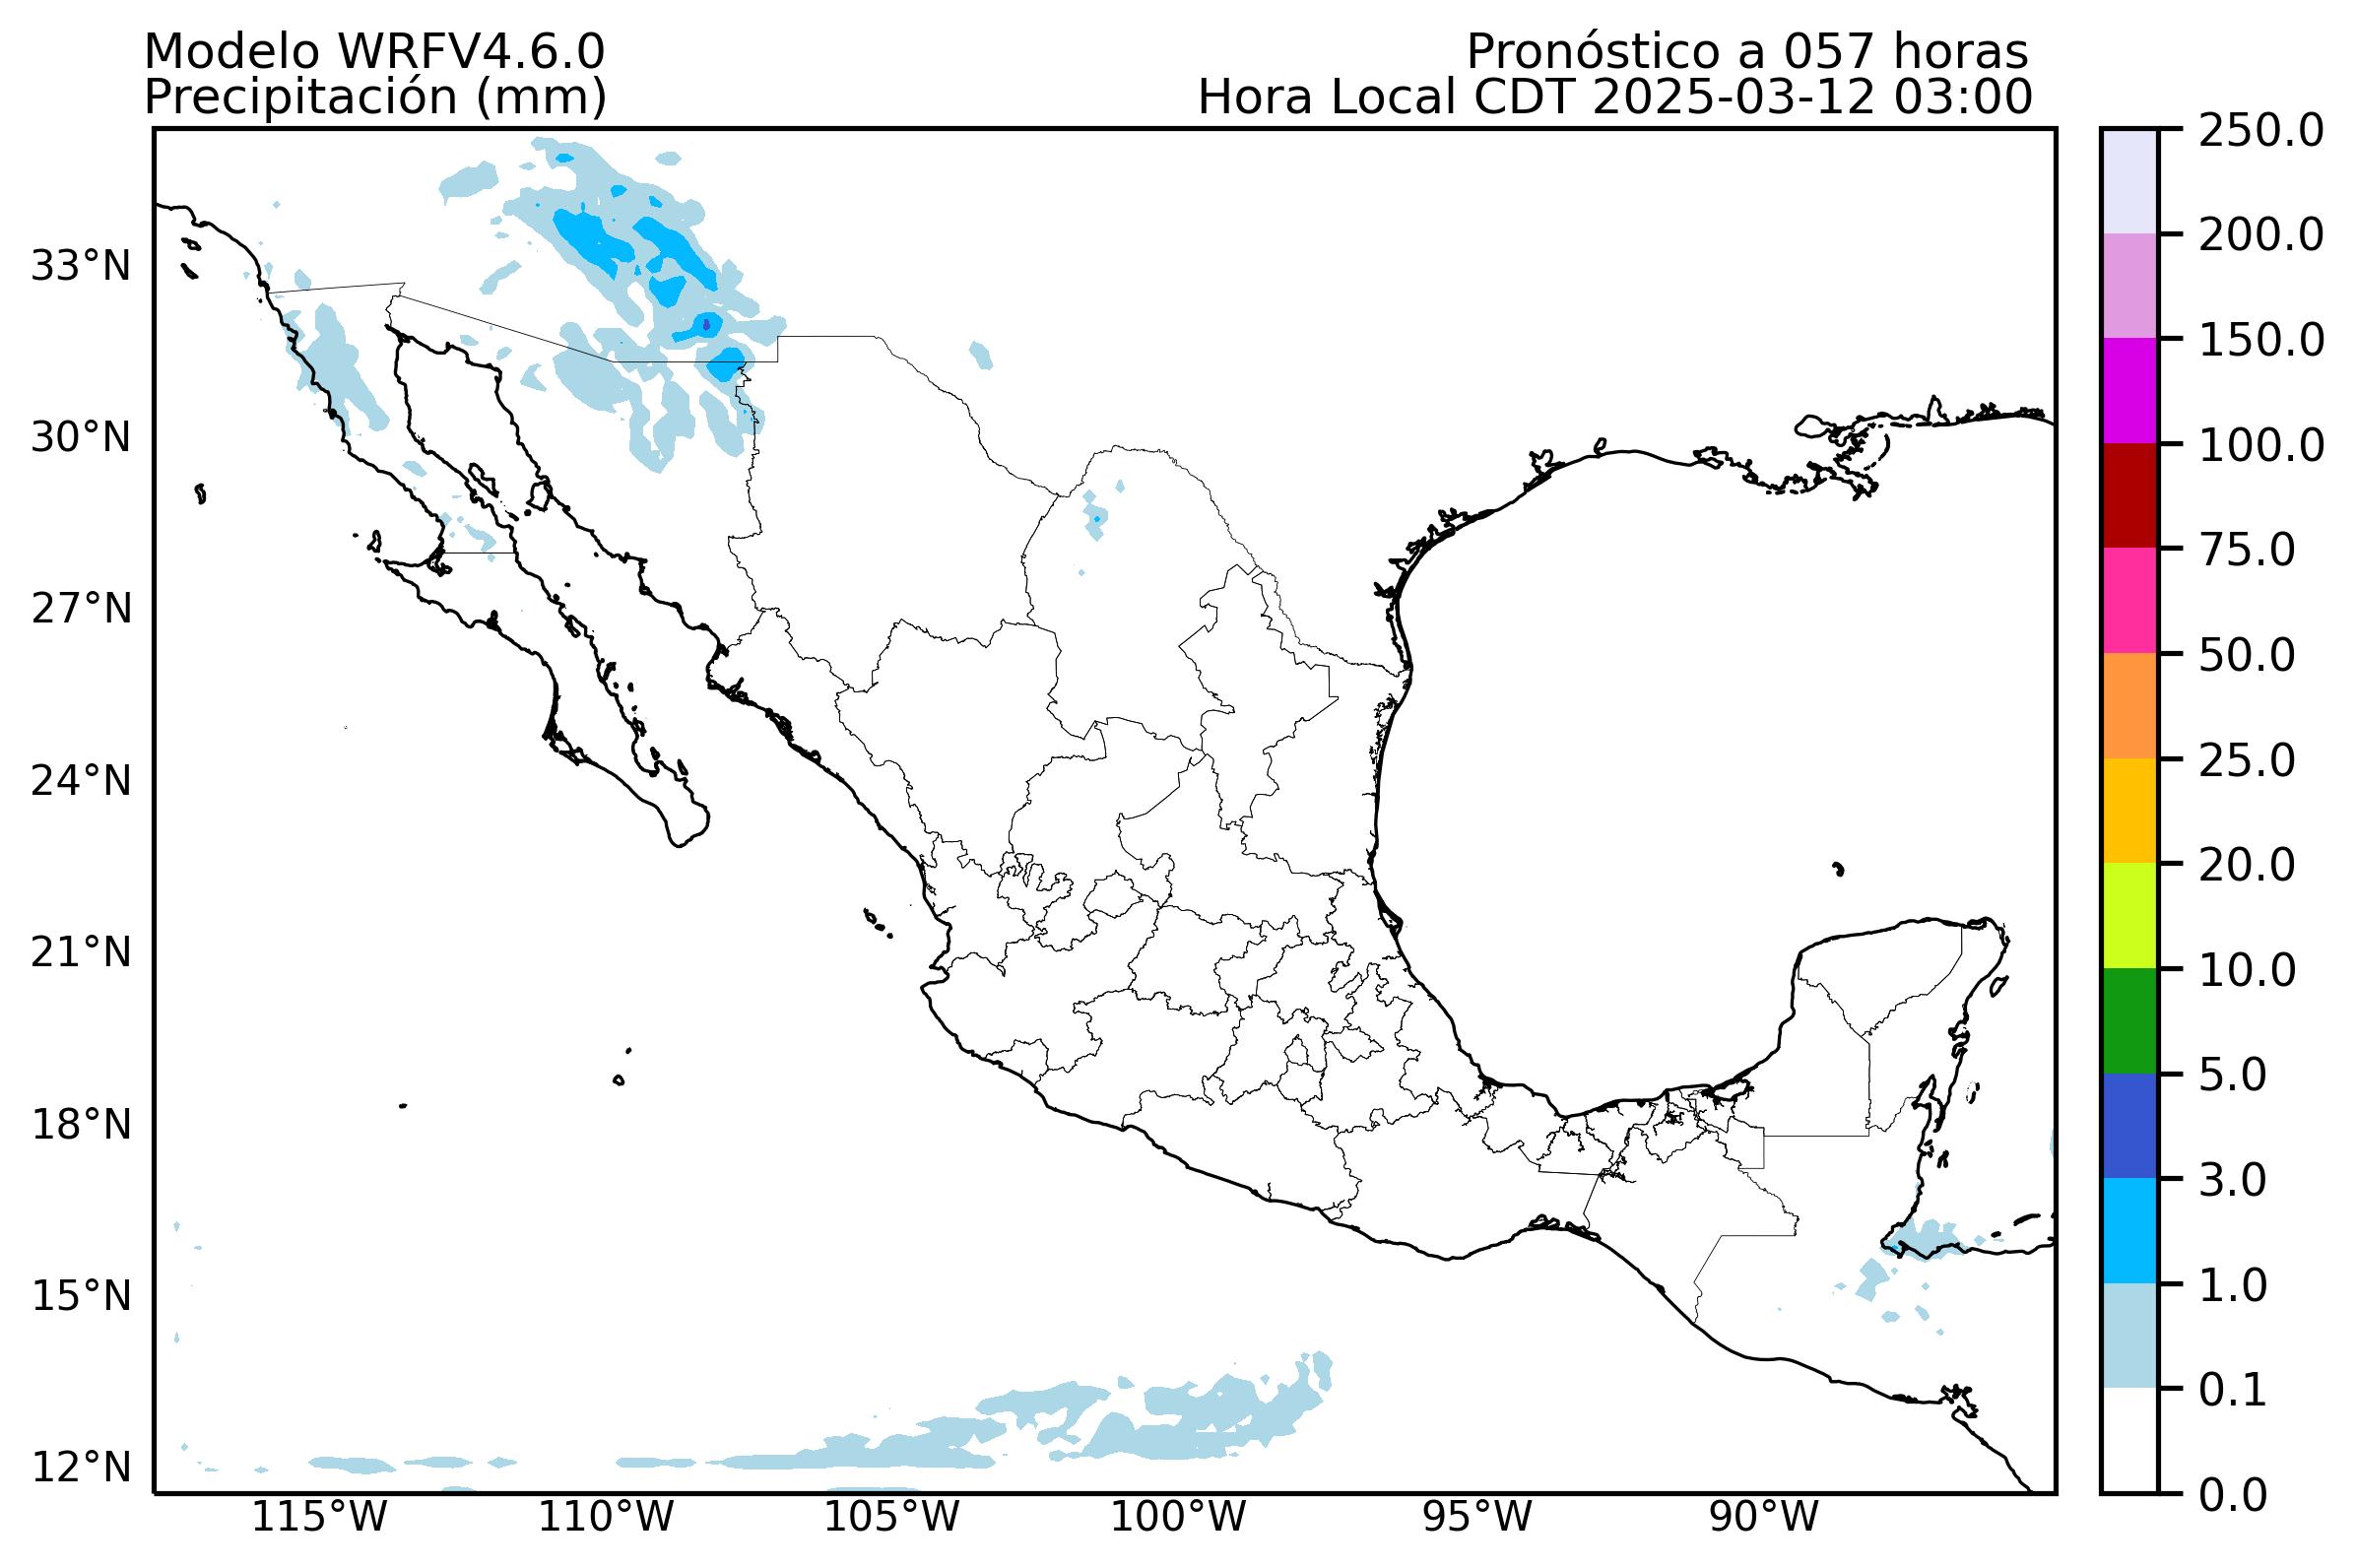 Modelo WRFV4.6.0
Precipitación (mm)
Pronóstico a 057 horas
Hora Local CDT 2025-03-12 03:00
33°N
30°N
27°N
24°N
21°N
18°N
15°N
12°N
115°W
110°W
105°W
100°W
95°W
90°W
250.0
200.0
150.0
100.0
75.0
50.0
25.0
20.0
10.0
5.0
3.0
1.0
0.1
0.0